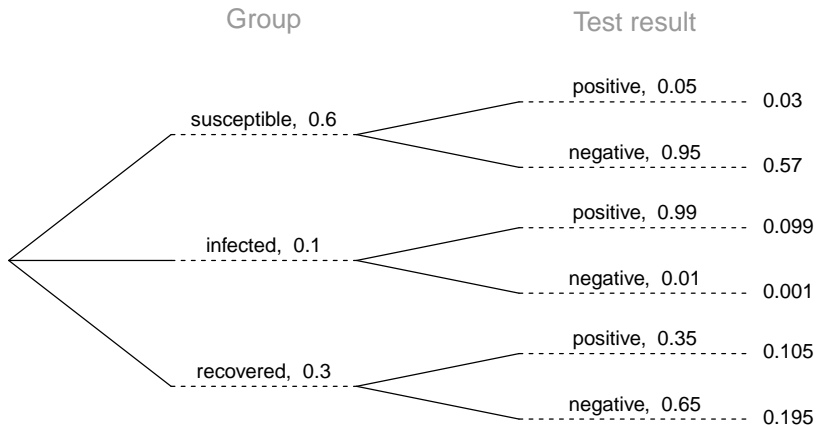 Group
Test result
positive, 0.05
0.03
susceptible, 0.6
negative, 0.95
0.57
positive, 0.99
0.099
infected, 0.1
negative, 0.01
0.001
positive, 0.35
0.105
recovered, 0.3
negative, 0.65
0.195